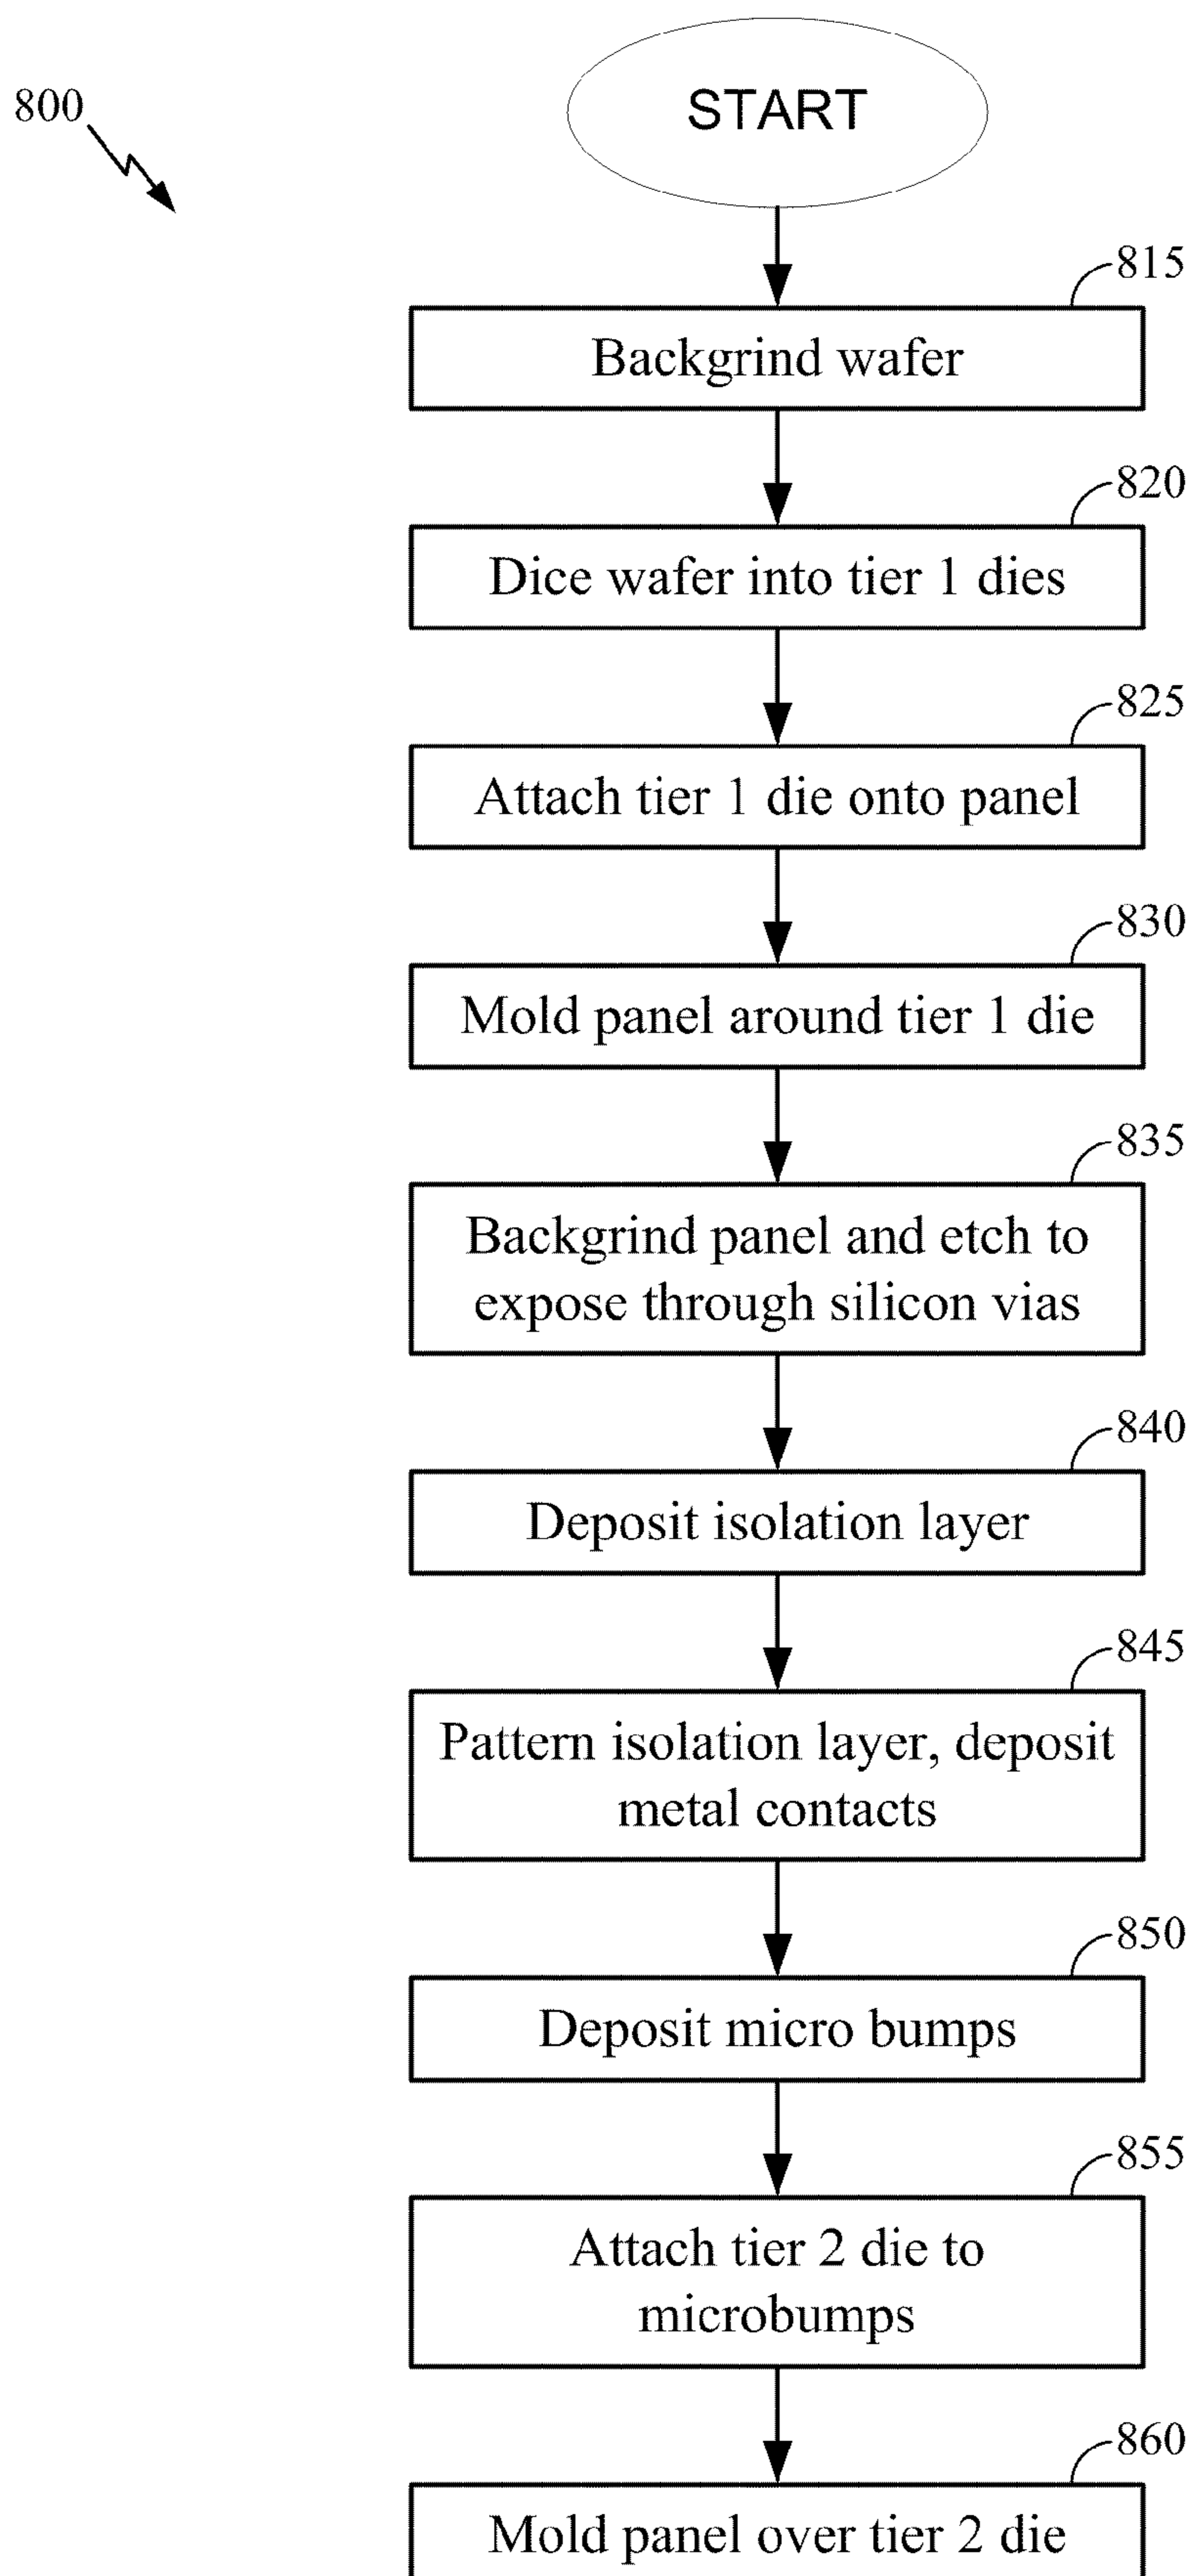 800
START
815
Backgrind wafer
820
Dice wafer into tier 1 dies
825
Attach tier 1 die onto panel
830
Mold panel around tier 1 die
835
Backgrind panel and etch to
expose through silicon vias
840
Deposit isolation layer
845
Pattern isolation layer, deposit
metal contacts
850
Deposit micro bumps
855
Attach tier 2 die to
microbumps
860
Mold panel over tier 2 die